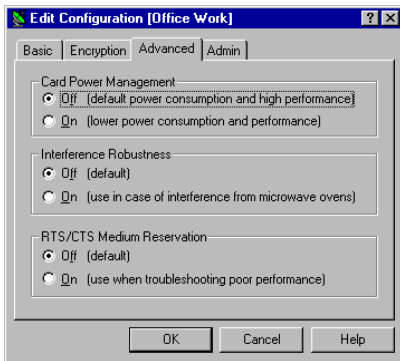 Edit Configuration [Office Work]
Basic Encryption Advanced Admin
Card Power Management
Off (default power consumption and high performance)
On (lower power consumption and performance)
Interference Robustness
Off (default)
On (use in case of interference from microwave ovens)
RTS/CTS Medium Reservation
Off (default)
On (use when troubleshooting poor performance)
OK Cancel Help